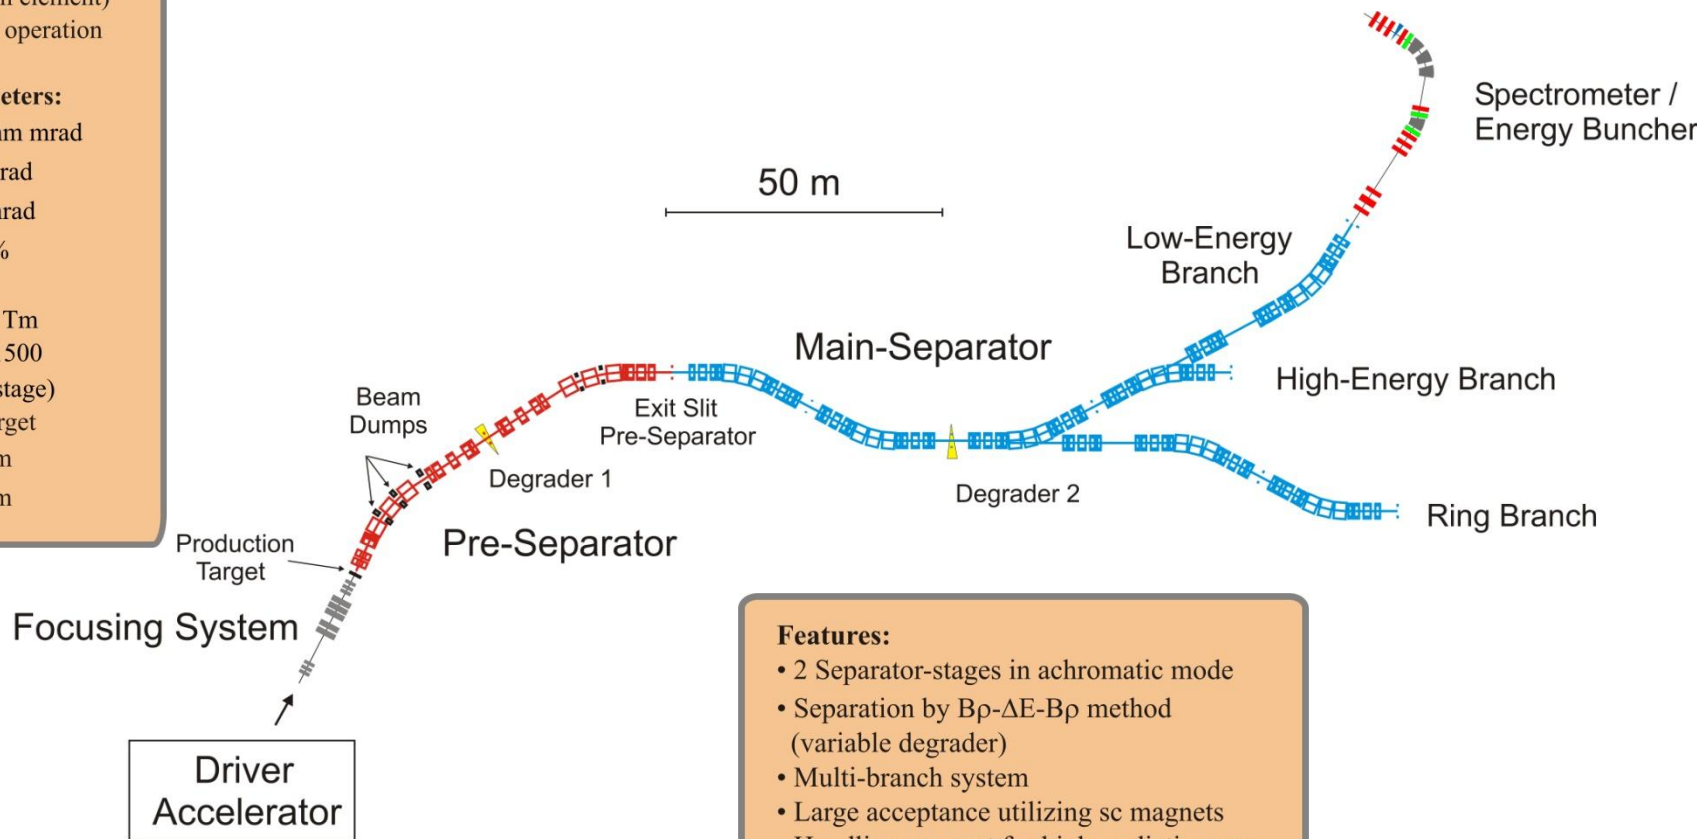 operation
eters:
mrad
rad
%
Tm
500
stage)
m
m
Spectrometer /
Energy Buncher
50 m
Low-Energy
Branch
Main-Separator
High-Energy Branch
Beam
Dumps
Exit Slit
Pre-Separator
Degrader 1
Degrader 2
Ring Branch
Production
Target
Pre-Separator
Focusing System
Driver
Accelerator
Features:
• 2 Separator-stages in achromatic mode
• Separation by Bρ-ΔE-Bρ method
(variable degrader)
• Multi-branch system
• Large acceptance utilizing sc magnets